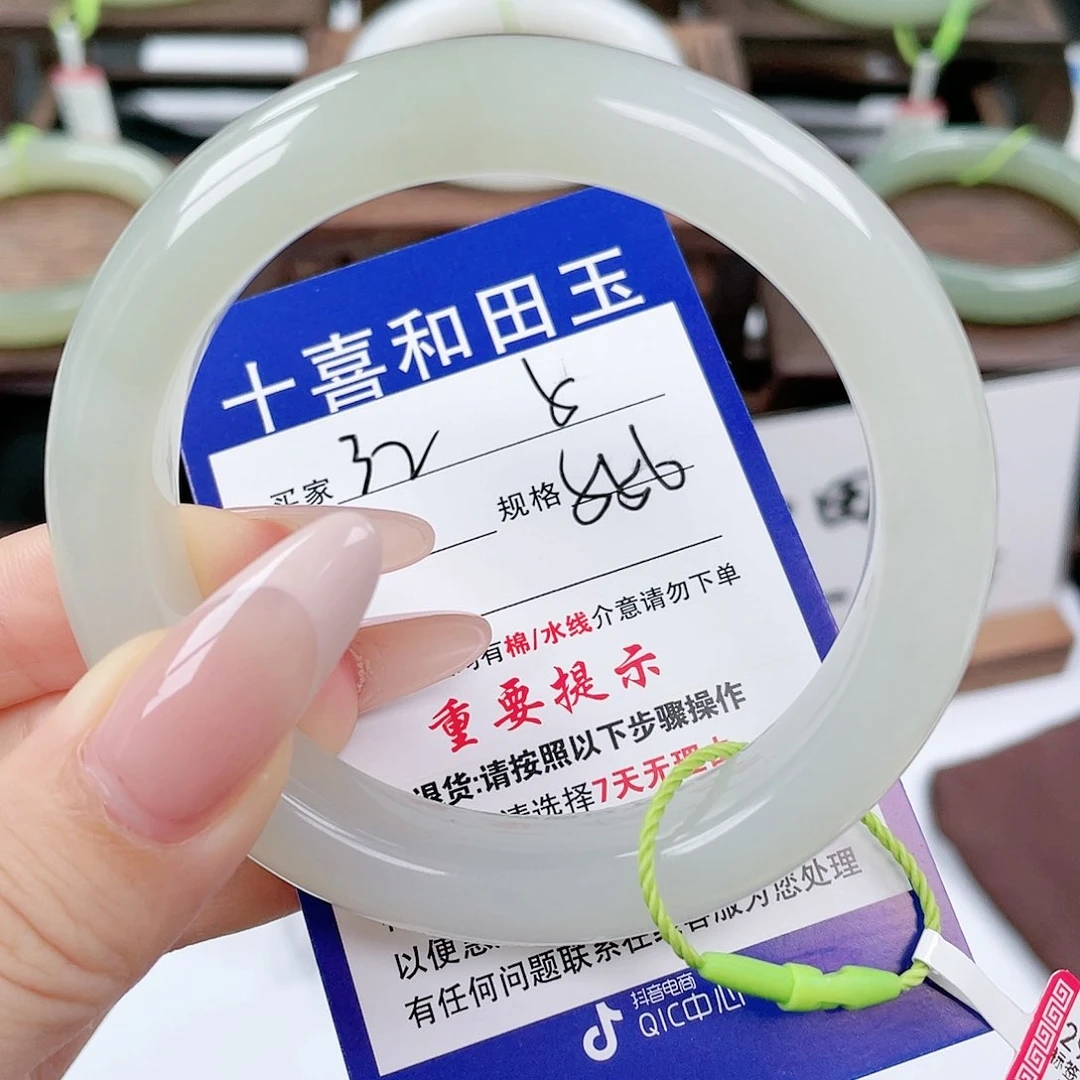 十喜和田玉
买家
规格
有棉/水线介意请勿下单
重要提示
退货:请按照以下步骤操作
请选择7天无理由
服为您处理
以便您
有任何问题联系在线客服
抖音电商
QIC中心
田